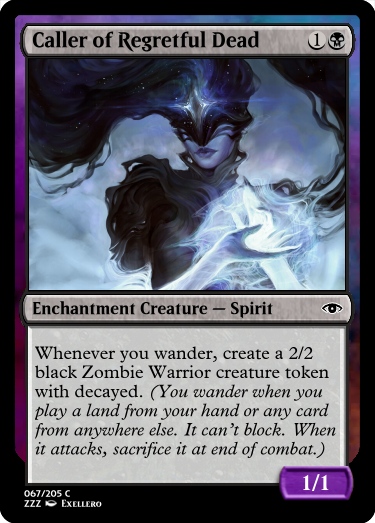 Caller of Regretful Dead 1
Enchantment Creature — Spirit
Whenever you wander, create a 2/2
black Zombie Warrior creature token
with decayed. (You wander when you
play a land from your hand or any card
from anywhere else. It can't block. When
it attacks, sacrifice it at end of combat.)
1/1
067/205 C
ZZZ Exellero